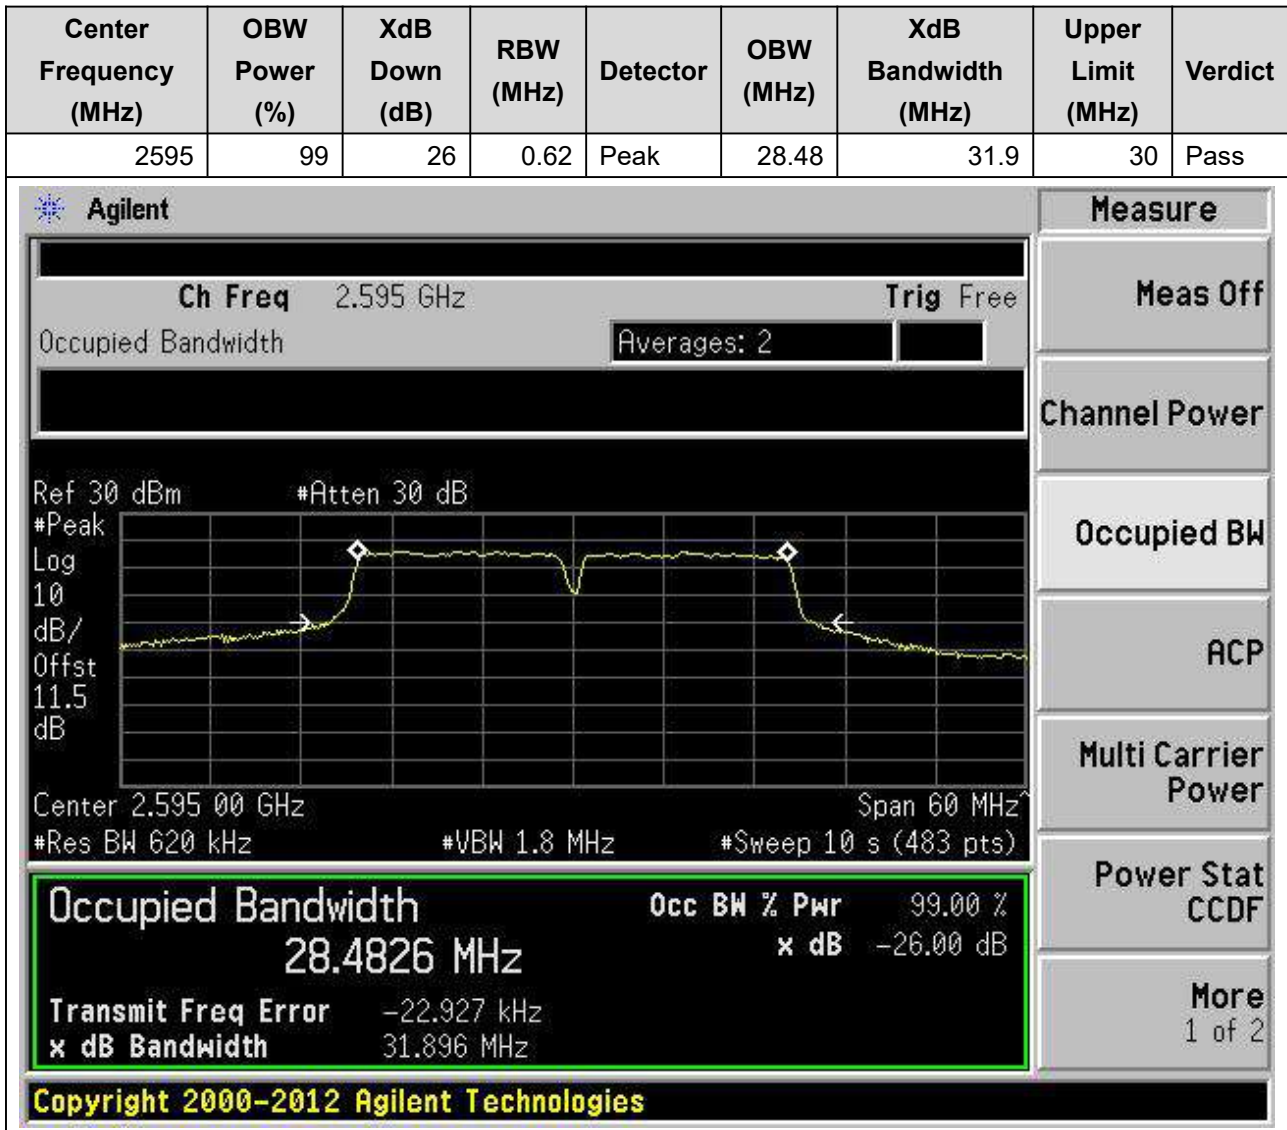 Center Frequency (MHz) OBW Power (%) XdB Down (dB) RBW (MHz) Detector OBW (MHz) XdB Bandwidth (MHz) Upper Limit (MHz) Verdict
2595 99 26 0.62 Peak 28.48 31.9 30 Pass
Agilent
Measure
Ch Freq 2.595 GHz Trig Free
Meas Off
Occupied Bandwidth Averages: 2
Channel Power
Ref 30 dBm #Atten 30 dB
#Peak
Log
10
dB/
Offst
11.5
dB
Occupied BW
ACP
Multi Carrier
Power
Center 2.595 00 GHz Span 60 MHz^
#Res BW 620 kHz #VBW 1.8 MHz #Sweep 10 s (483 pts)
Occupied Bandwidth Occ BW % Pwr 99.00 %
28.4826 MHz x dB -26.00 dB
Power Stat
CCDF
Transmit Freq Error -22.927 kHz
x dB Bandwidth 31.896 MHz
More
1 of 2
Copyright 2000-2012 Agilent Technologies